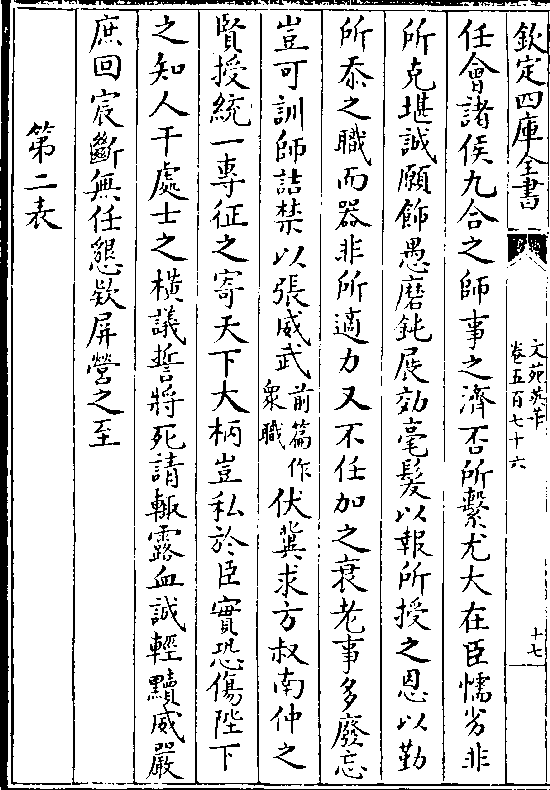 欽定四庫全書
文苑英華
卷五百七十六
十七
任會諸侯九合之師事之濟否所繫尤大在臣懦劣非
所克堪誠願飾愚磨鈍展効毫髮以報所授之恩以勤
所忝之職而器非所適力又不任加之衰老事多廢忘
豈可訓師詰禁以張威武前篇作衆職伏冀求方叔南仲之
賢授統一專征之寄天下大柄豈私於臣實恐傷陛下
之知人干處士之橫議誓將死請輙露血誠輕黷威嚴
庶回宸斷無任懇欵屏營之至
第二表